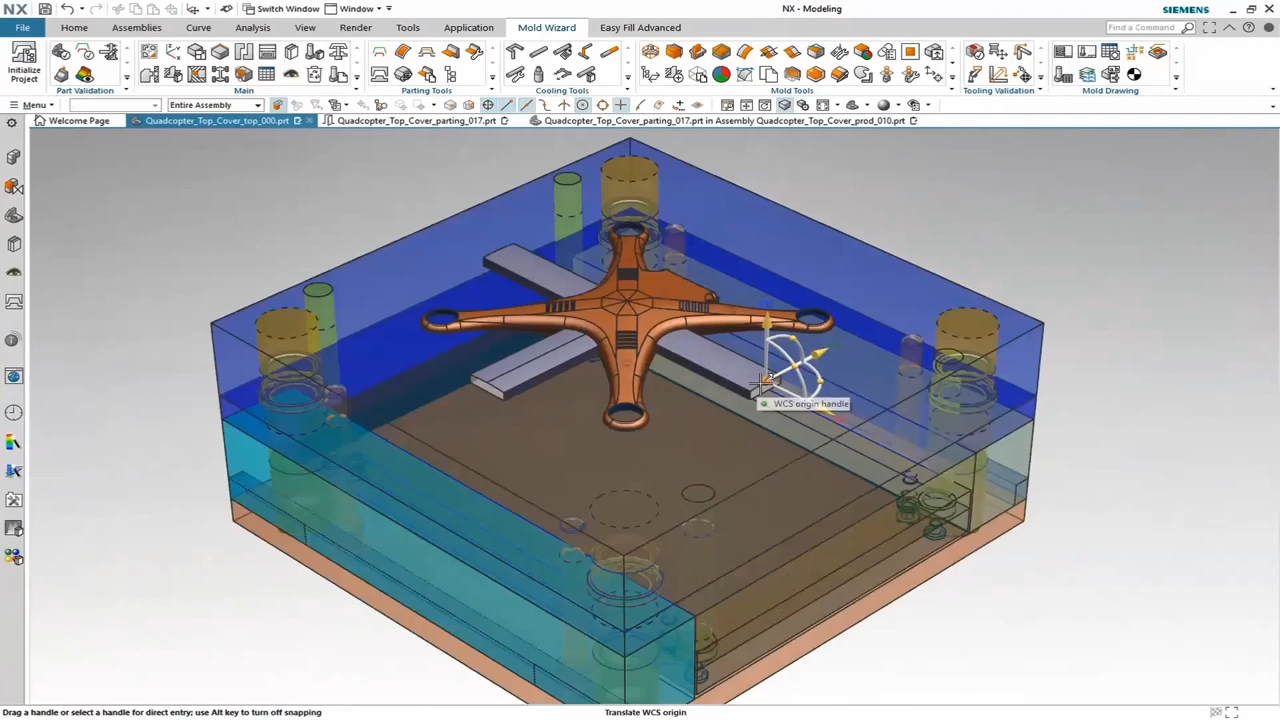 NX
Switch Window
Window
NX - Modeling
SIEMENS
File
Home
Assemblies
Curve
Analysis
View
Tools
Application
Mold Wizard
Easy Fill Advanced
Find a Command
Initialize
Project
Part Validation
Main
Parting Tools
Cooling Tools
Mold Tools
Tooling Validation
Mold Drawing
Menu
Entire Assembly
Welcome Page
Quadcopter_Top_Cover_top_000.prt
Quadcopter_Top_Cover_parting_017.prt
Quadcopter_Top_Cover_parting_017.prt in Assembly Quadcopter_Top_Cover_prod_010.prt
WCS origin handle
Drag a handle or select a handle for direct entry; use Alt key to turn off snapping
Translate WCS origin